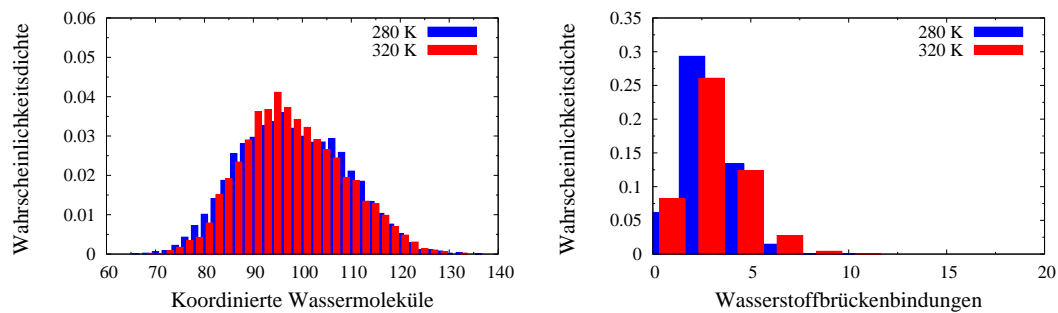 Wahrscheinlichkeitsdichte
0.06
0.05
0.04
0.03
0.02
0.01
0
280 K
320 K
60 70 80 90 100 110 120 130 140
Koordinierte Wassermoleküle
Wahrscheinlichkeitsdichte
0.35
0.3
0.25
0.2
0.15
0.1
0.05
0
280 K
320 K
0 5 10 15 20
Wasserstoffbrückenbindungen